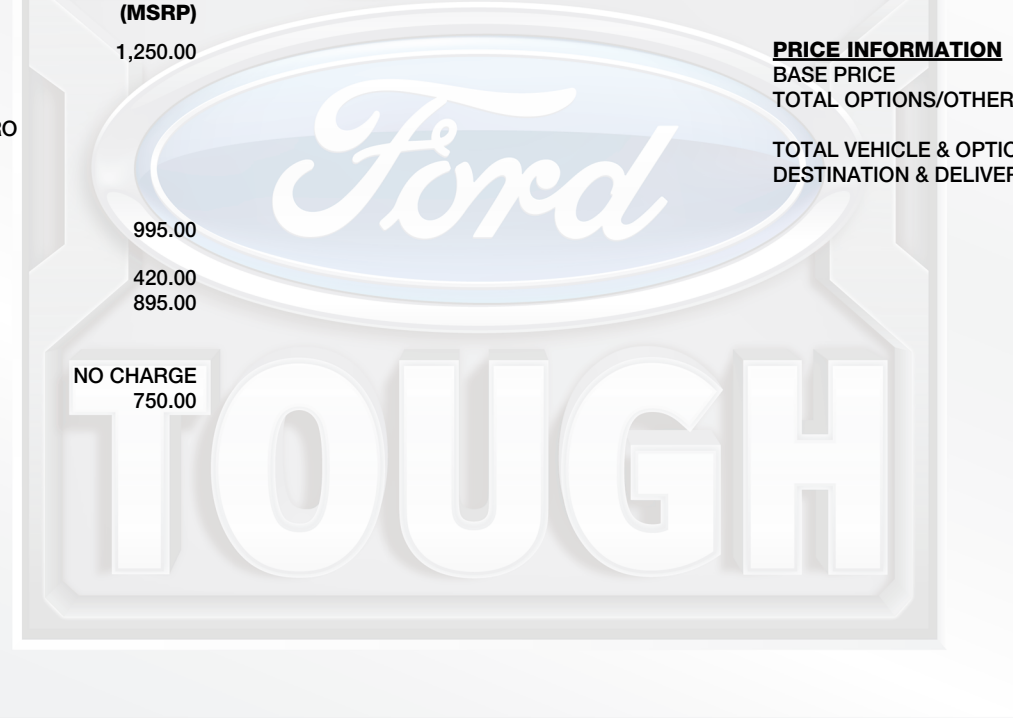 (MSRP)
1,250.00
RO
995.00
420.00
895.00
NO CHARGE
750.00
PRICE INFORMATION
BASE PRICE
TOTAL OPTIONS/OTHER
TOTAL VEHICLE & OPTIO
DESTINATION & DELIVER
Ford
TOUGH